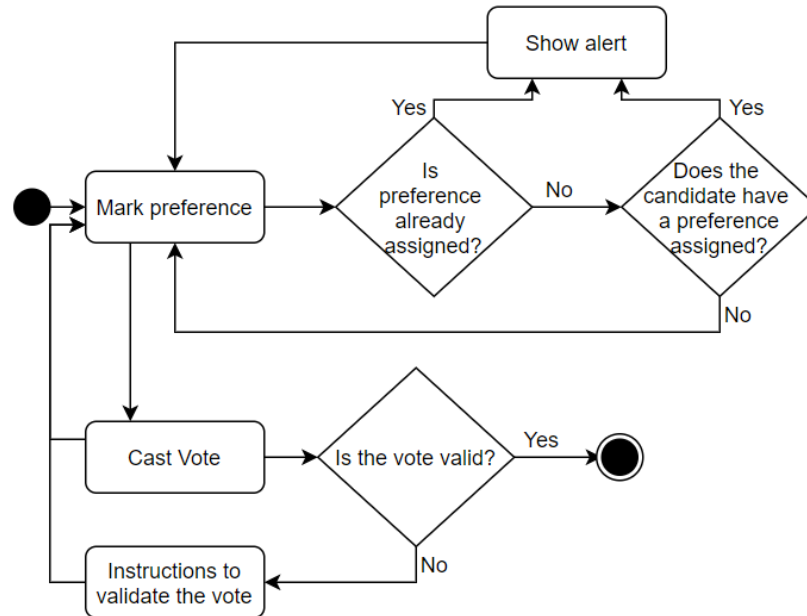 Show alert
Yes
Yes
Is
preference
already
assigned?
No
Does the
candidate have
a preference
assigned?
Mark preference
No
Cast Vote
Is the vote valid?
Yes
No
Instructions to
validate the vote